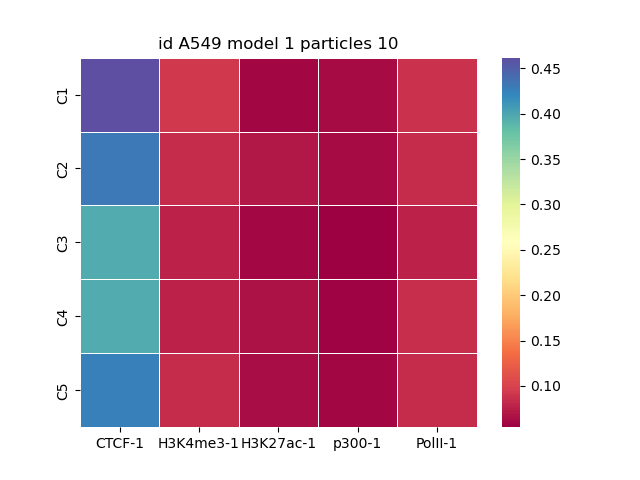 id A549 model 1 particles 10
C1
C2
C3
C4
C5
CTCF-1 H3K4me3-1 H3K27ac-1 p300-1 PolII-1
0.45
0.40
0.35
0.30
0.25
0.20
0.15
0.10